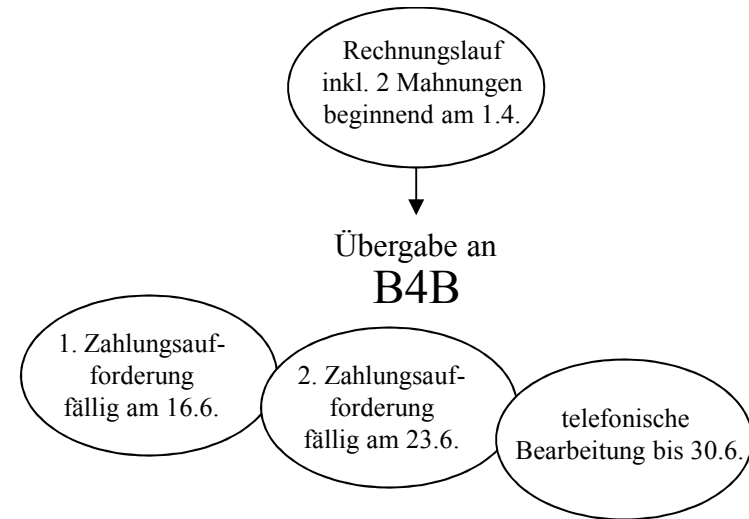 Rechnungslauf
inkl. 2 Mahnungen
beginnend am 1.4.
Übergabe an
B4B
1. Zahlungsauf-
forderung
fällig am 16.6.
2. Zahlungsauf-
forderung
fällig am 23.6.
telefonische
Bearbeitung bis 30.6.